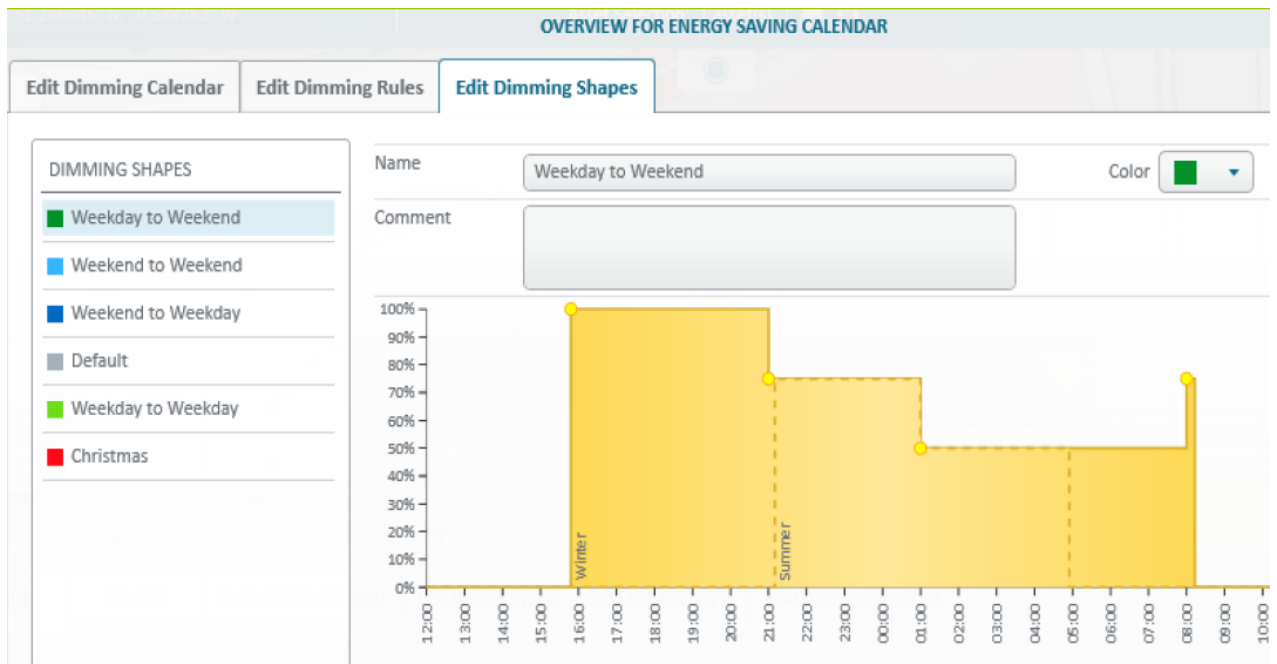 OVERVIEW FOR ENERGY SAVING CALENDAR
Edit Dimming Calendar
Edit Dimming Rules
Edit Dimming Shapes
DIMMING SHAPES
Weekday to Weekend
Weekend to Weekend
Weekend to Weekday
Default
Weekday to Weekday
Christmas
Name
Weekday to Weekend
Color
Comment
100%
90%
80%
70%
60%
50%
40%
30%
20%
10%
0%
Winter
Summer
12:00
13:00
14:00
15:00
16:00
17:00
18:00
19:00
20:00
21:00
22:00
23:00
00:00
01:00
02:00
03:00
04:00
05:00
06:00
07:00
08:00
09:00
10:00